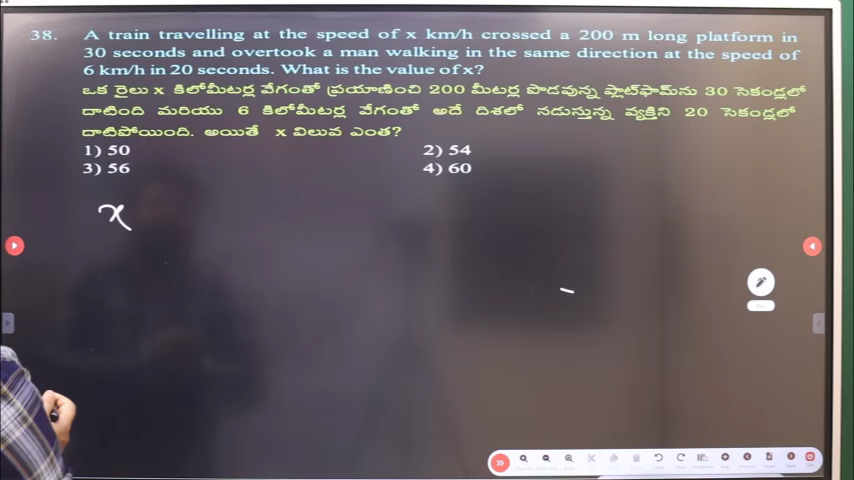 38. A train travelling at the speed of x km/h crossed a 200 m long platform in
30 seconds and overtook a man walking in the same direction at the speed of
6 km/h in 20 seconds. What is the value of x?
ఒక రైలు x కిలోమీటర్ల వేగంతో ప్రయాణించి 200 మీటర్ల పొడవున్న ప్లాట్‌ఫామ్‌ను 30 సెకండ్లలో
దాటింది మరియు 6 కిలోమీటర్ల వేగంతో అదే దిశలో నడుస్తున్న వ్యక్తిని 20 సెకండ్లలో
దాటిపోయింది. అయితే x విలువ ఎంత?
1) 50 2) 54
3) 56 4) 60
x